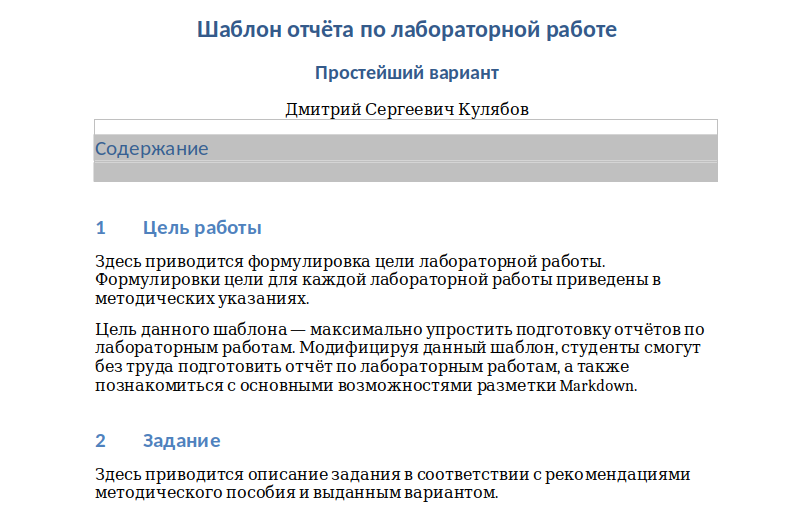 Шаблон отчёта по лабораторной работе
Простейший вариант
Дмитрий Сергеевич Кулябов
Содержание
1 Цель работы
Здесь приводится формулировка цели лабораторной работы.
Формулировки цели для каждой лабораторной работы приведены в
методических указаниях.
Цель данного шаблона — максимально упростить подготовку отчётов по
лабораторным работам. Модифицируя данный шаблон, студенты смогут
без труда подготовить отчёт по лабораторным работам, а также
познакомиться с основными возможностями разметки Markdown.
2 Задание
Здесь приводится описание задания в соответствии с рекомендациями
методического пособия и выданным вариантом.